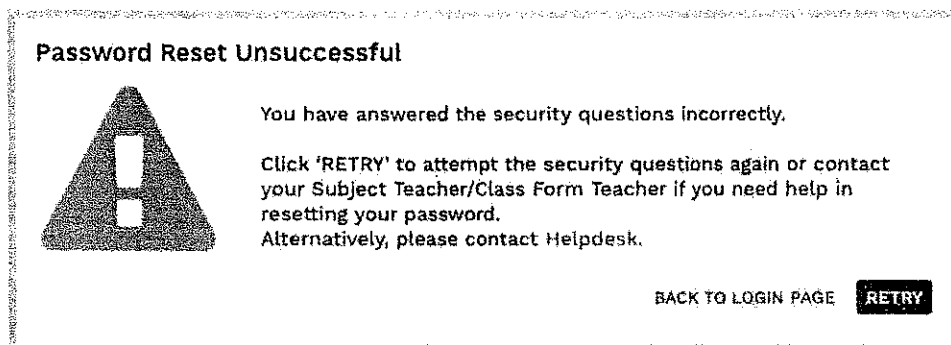 Password Reset Unsuccessful
You have answered the security questions incorrectly.
Click 'RETRY' to attempt the security questions again or contact
your Subject Teacher/Class Form Teacher if you need help in
resetting your password.
Alternatively, please contact Helpdesk.
BACK TO LOGIN PAGE RETRY